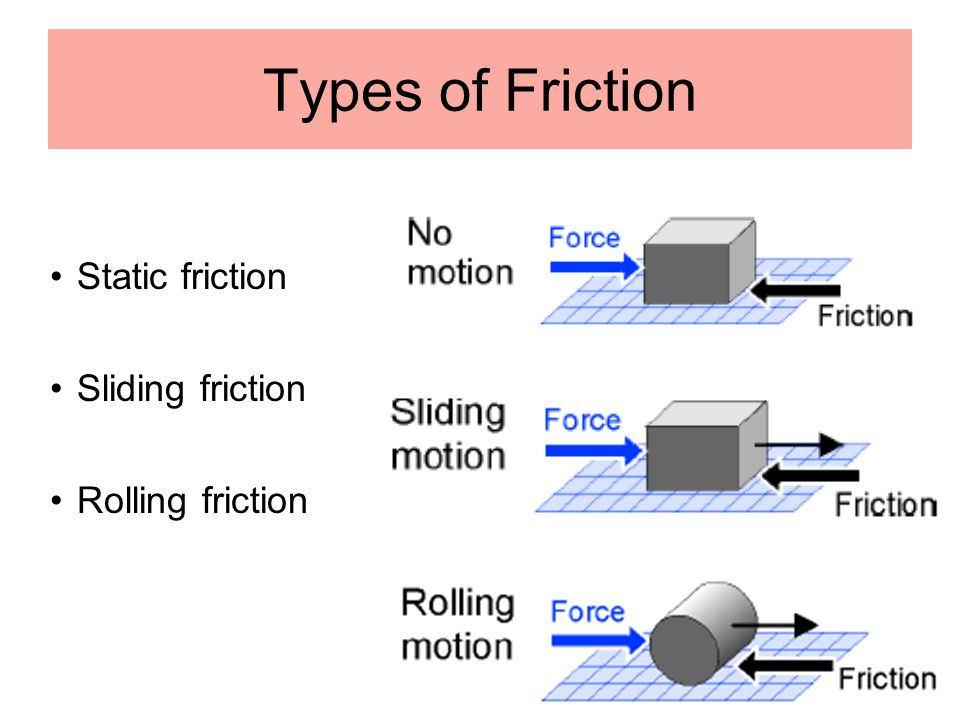 Types of Friction
• Static friction
• Sliding friction
• Rolling friction
No
motion
Force
Friction
Sliding
motion
Force
Friction
Rolling
motion
Force
Friction